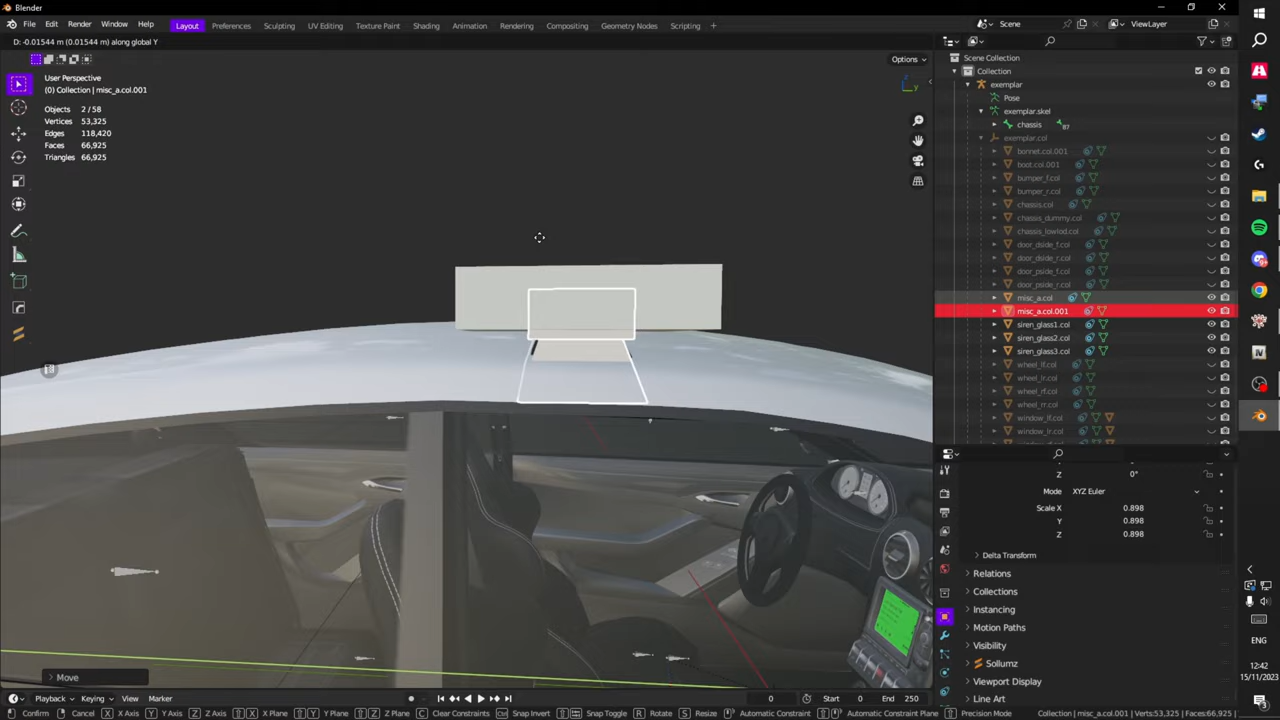 Blender
File Edit Render Window Help Layout Preferences Sculpting UV Editing Texture Paint Shading Animation Rendering Compositing Geometry Nodes Scripting + Scene ViewLayer
D: -0.01544 m (0.01544 m) along global Y
Options
User Perspective
(0) Collection | misc_a.col.001
Objects 2 / 58
Vertices 53,325
Edges 118,420
Faces 66,925
Triangles 66,925
Scene Collection
Collection
exemplar
Pose
exemplar.skel
chassis 87
exemplar.col
bonnet.col.001
boot.col.001
bumper_f.col
bumper_r.col
chassis.col
chassis_dummy.col
chassis_lowlod.col
door_dside_f.col
door_dside_r.col
door_pside_f.col
door_pside_r.col
misc_a.col
misc_a.col.001
siren_glass1.col
siren_glass2.col
siren_glass3.col
wheel_lf.col
wheel_lr.col
wheel_rf.col
wheel_rr.col
window_lf.col
window_lr.col
Y
Z 0°
Mode XYZ Euler
Scale X 0.898
Y 0.898
Z 0.898
Delta Transform
Relations
Collections
Instancing
Motion Paths
Visibility
Sollumz
Viewport Display
Line Art
Move
Playback Keying View Marker 0 Start 0 End 250
Confirm Cancel X X Axis Y Y Axis Z Z Axis X X Plane Y Y Plane Z Z Plane C Clear Constraints Snap Invert Snap Toggle G Move R Rotate S Resize Automatic Constraint Automatic Constraint Plane Precision Mode Collection | misc_a.col.001 | Verts:53,325 | Faces:66,925
ENG
12:42
15/11/2023